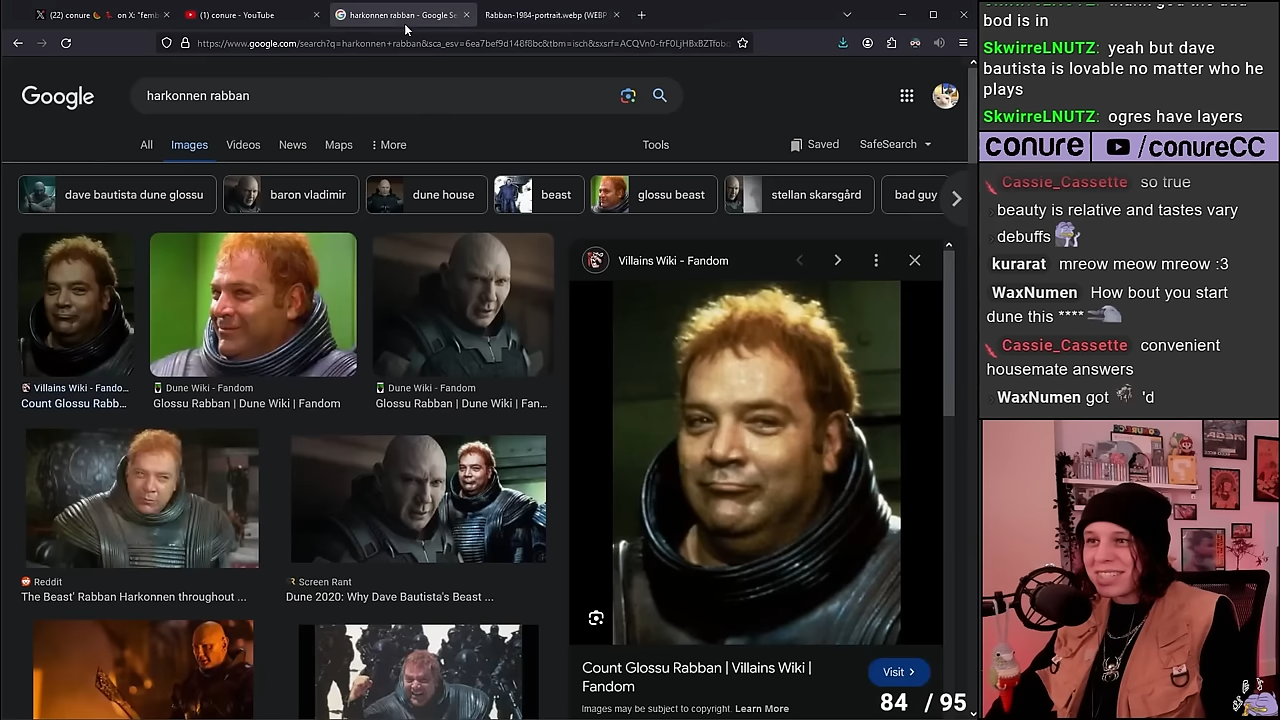 (22) conure
on X: "femb
(1) conure - YouTube
harkonnen rabban - Google Se
Rabban-1984-portrait.webp (WEBP
https://www.google.com/search?q=harkonnen+rabban&sca_esv=6ea7bef9d148f8bc&tbm=isch&sxsrf=ACQVn0-frF0LjHBxBZTfob
Google
harkonnen rabban
All
Images
Videos
News
Maps
More
Tools
Saved
SafeSearch
dave bautista dune glossu
baron vladimir
dune house
beast
glossu beast
stellan skarsgård
bad guy
Villains Wiki - Fando...
Count Glossu Rabb...
Dune Wiki - Fandom
Glossu Rabban | Dune Wiki | Fandom
Dune Wiki - Fandom
Glossu Rabban | Dune Wiki | Fan...
Reddit
The Beast' Rabban Harkonnen throughout ...
Screen Rant
Dune 2020: Why Dave Bautista's Beast ...
Villains Wiki - Fandom
Count Glossu Rabban | Villains Wiki |
Fandom
Visit
Images may be subject to copyright. Learn More
84 / 95
bod is in
SkwirreLNUTZ: yeah but dave
bautista is lovable no matter who he
plays
SkwirreLNUTZ: ogres have layers
conure
/conureCC
Cassie_Cassette so true
beauty is relative and tastes vary
debuffs
kurarat mreow meow mreow :3
WaxNumen How bout you start
dune this ****
Cassie_Cassette convenient
housemate answers
WaxNumen got 'd